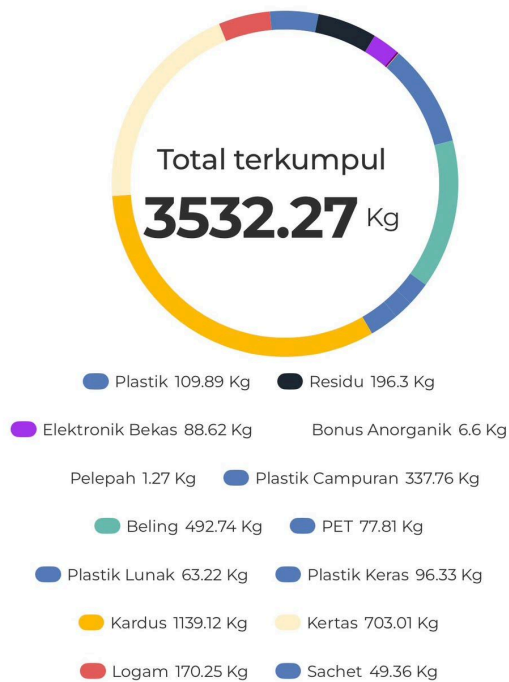 Total terkumpul
3532.27 Kg
Plastik 109.89 Kg Residu 196.3 Kg
Elektronik Bekas 88.62 Kg Bonus Anorganik 6.6 Kg
Pelepah 1.27 Kg Plastik Campuran 337.76 Kg
Beling 492.74 Kg PET 77.81 Kg
Plastik Lunak 63.22 Kg Plastik Keras 96.33 Kg
Kardus 1139.12 Kg Kertas 703.01 Kg
Logam 170.25 Kg Sachet 49.36 Kg